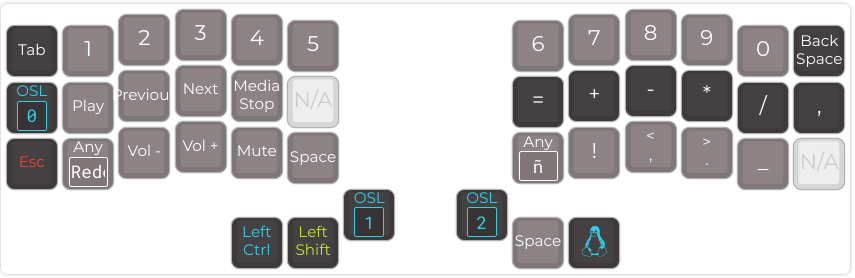 Tab 1 2 3 4 5 6 7 8 9 0 Back
Space
OSL
0 Play Previou Next Media
Stop N/A = + - * / ,
Esc Any
Red Vol - Vol + Mute Space Any
ñ ! <
, >
. _ N/A
OSL
1 OSL
2
Left
Ctrl Left
Shift Space